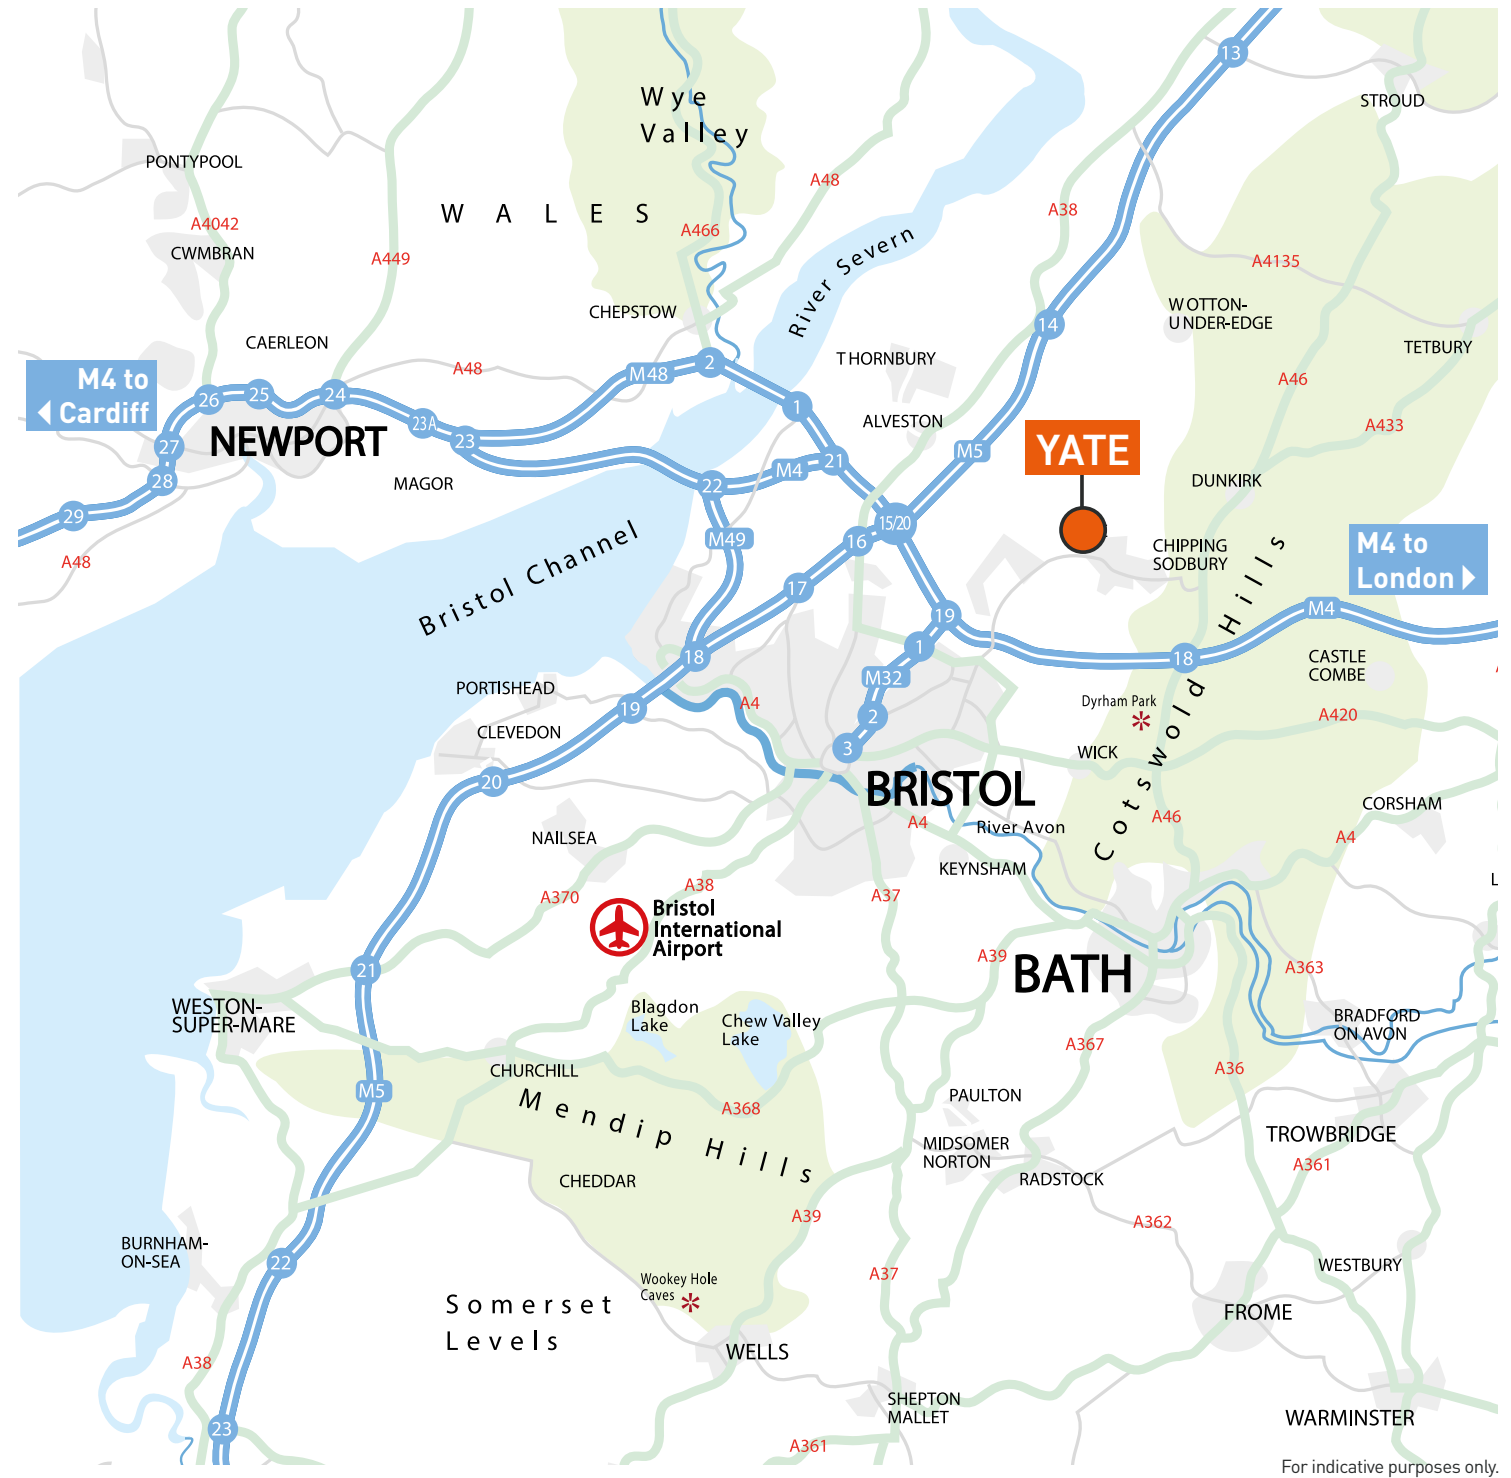 13
STROUD
Wye
Valley
PONTYPOOL
A48
A4042
W A L E S
A38
A466
CWMBRAN
A449
River Severn
A4135
CHEPSTOW
WOTTON-
UNDER-EDGE
14
CAERLEON
THORNBURY
TETBURY
A48
M48
2
M4 to
Cardiff
A46
26
25
24
1
23A
ALVESTON
A433
27
NEWPORT
23
M5
YATE
21
M4
28
MAGOR
22
DUNKIRK
29
15/20
Bristol Channel
M49
16
CHIPPING
SODBURY
M4 to
London
A48
17
19
M4
1
18
18
CASTLE
COMBE
M32
PORTISHEAD
Dyrham Park
A4
19
2
A420
CLEVEDON
3
WICK
Cotswold Hills
20
BRISTOL
CORSHAM
A46
A4
River Avon
A4
NAILSEA
KEYNSHAM
L
A370
A38
A37
Bristol
International
Airport
21
A39
BATH
A363
WESTON-
SUPER-MARE
Blagdon
Lake
Chew Valley
Lake
BRADFORD
ON AVON
A367
CHURCHILL
A36
M5
Mendip Hills
A368
PAULTON
TROWBRIDGE
MIDSOMER
NORTON
A361
CHEDDAR
RADSTOCK
A39
A362
BURNHAM-
ON-SEA
22
A37
WESTBURY
Wookey Hole
Caves
Somerset
Levels
FROME
WELLS
A38
SHEPTON
MALLET
23
WARMINSTER
A361
For indicative purposes only.